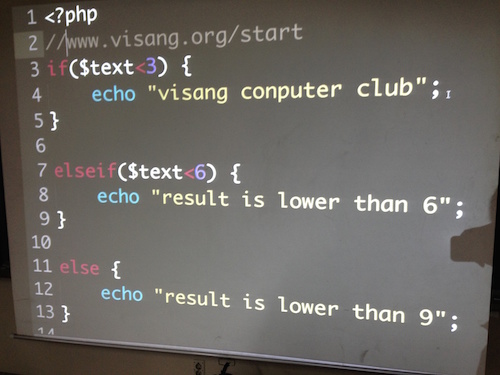 1 <?php
2 //www.visang.org/start
3 if($text<3) {
4 echo "visang conputer club";
5 }
6
7 elseif($text<6) {
8 echo "result is lower than 6";
9 }
10
11 else {
12 echo "result is lower than 9";
13 }
14